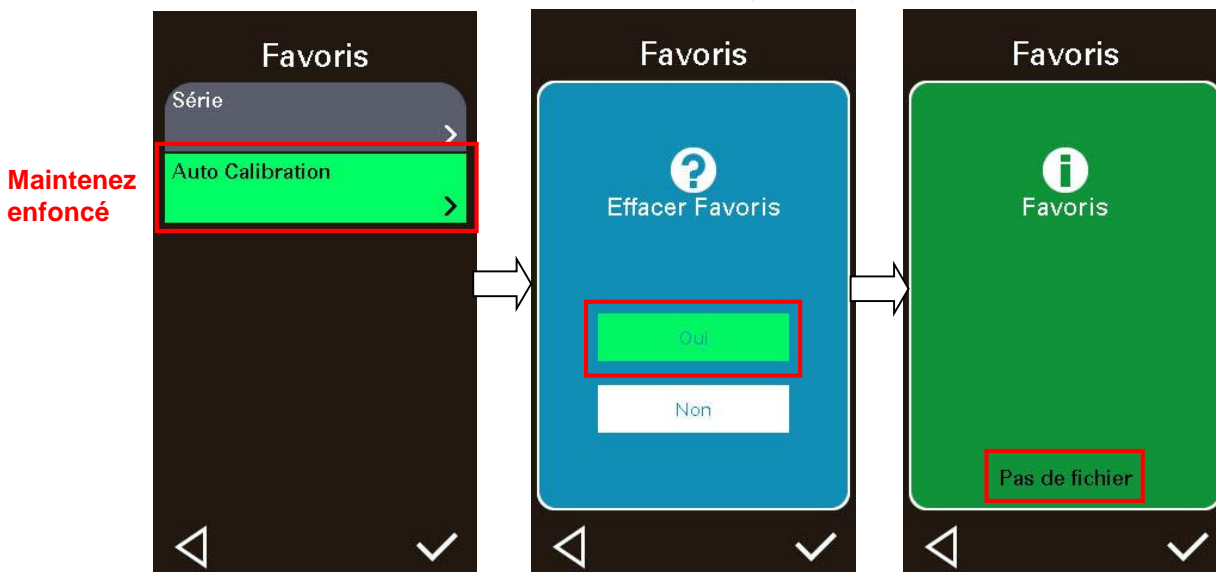 Maintenez
enfoncé
Favoris
Série
Auto Calibration
Favoris
Effacer Favoris
Oui
Non
Favoris
Favoris
Pas de fichier